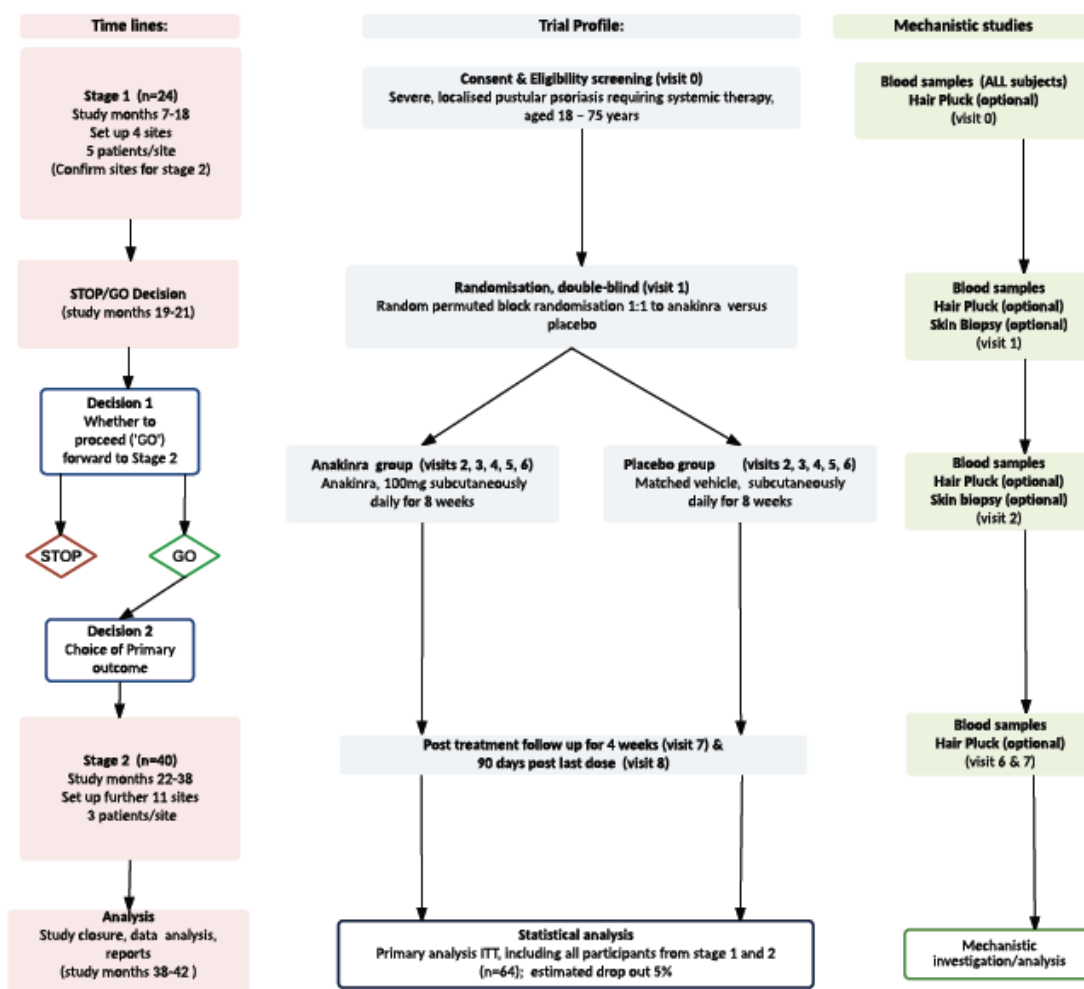 Time lines:
Stage 1 (n=24)
Study months 7-18
Set up 4 sites
5 patients/site
(Confirm sites for stage 2)
STOP/GO Decision
(study months 19-21)
Decision 1
Whether to
proceed ('GO')
forward to Stage 2
STOP
GO
Decision 2
Choice of Primary
outcome
Stage 2 (n=40)
Study months 22-38
Set up further 11 sites
3 patients/site
Analysis
Study closure, data analysis,
reports
(study months 38-42 )
Trial Profile:
Consent & Eligibility screening (visit 0)
Severe, localised pustular psoriasis requiring systemic therapy,
aged 18 – 75 years
Randomisation, double-blind (visit 1)
Random permuted block randomisation 1:1 to anakinra versus
placebo
Anakinra group (visits 2, 3, 4, 5, 6)
Anakinra, 100mg subcutaneously
daily for 8 weeks
Placebo group (visits 2, 3, 4, 5, 6)
Matched vehicle, subcutaneously
daily for 8 weeks
Post treatment follow up for 4 weeks (visit 7) &
90 days post last dose (visit 8)
Statistical analysis
Primary analysis ITT, including all participants from stage 1 and 2
(n=64); estimated drop out 5%
Mechanistic studies
Blood samples (ALL subjects)
Hair Pluck (optional)
(visit 0)
Blood samples
Hair Pluck (optional)
Skin Biopsy (optional)
(visit 1)
Blood samples
Hair Pluck (optional)
Skin biopsy (optional)
(visit 2)
Blood samples
Hair Pluck (optional)
(visit 6 & 7)
Mechanistic
investigation/analysis